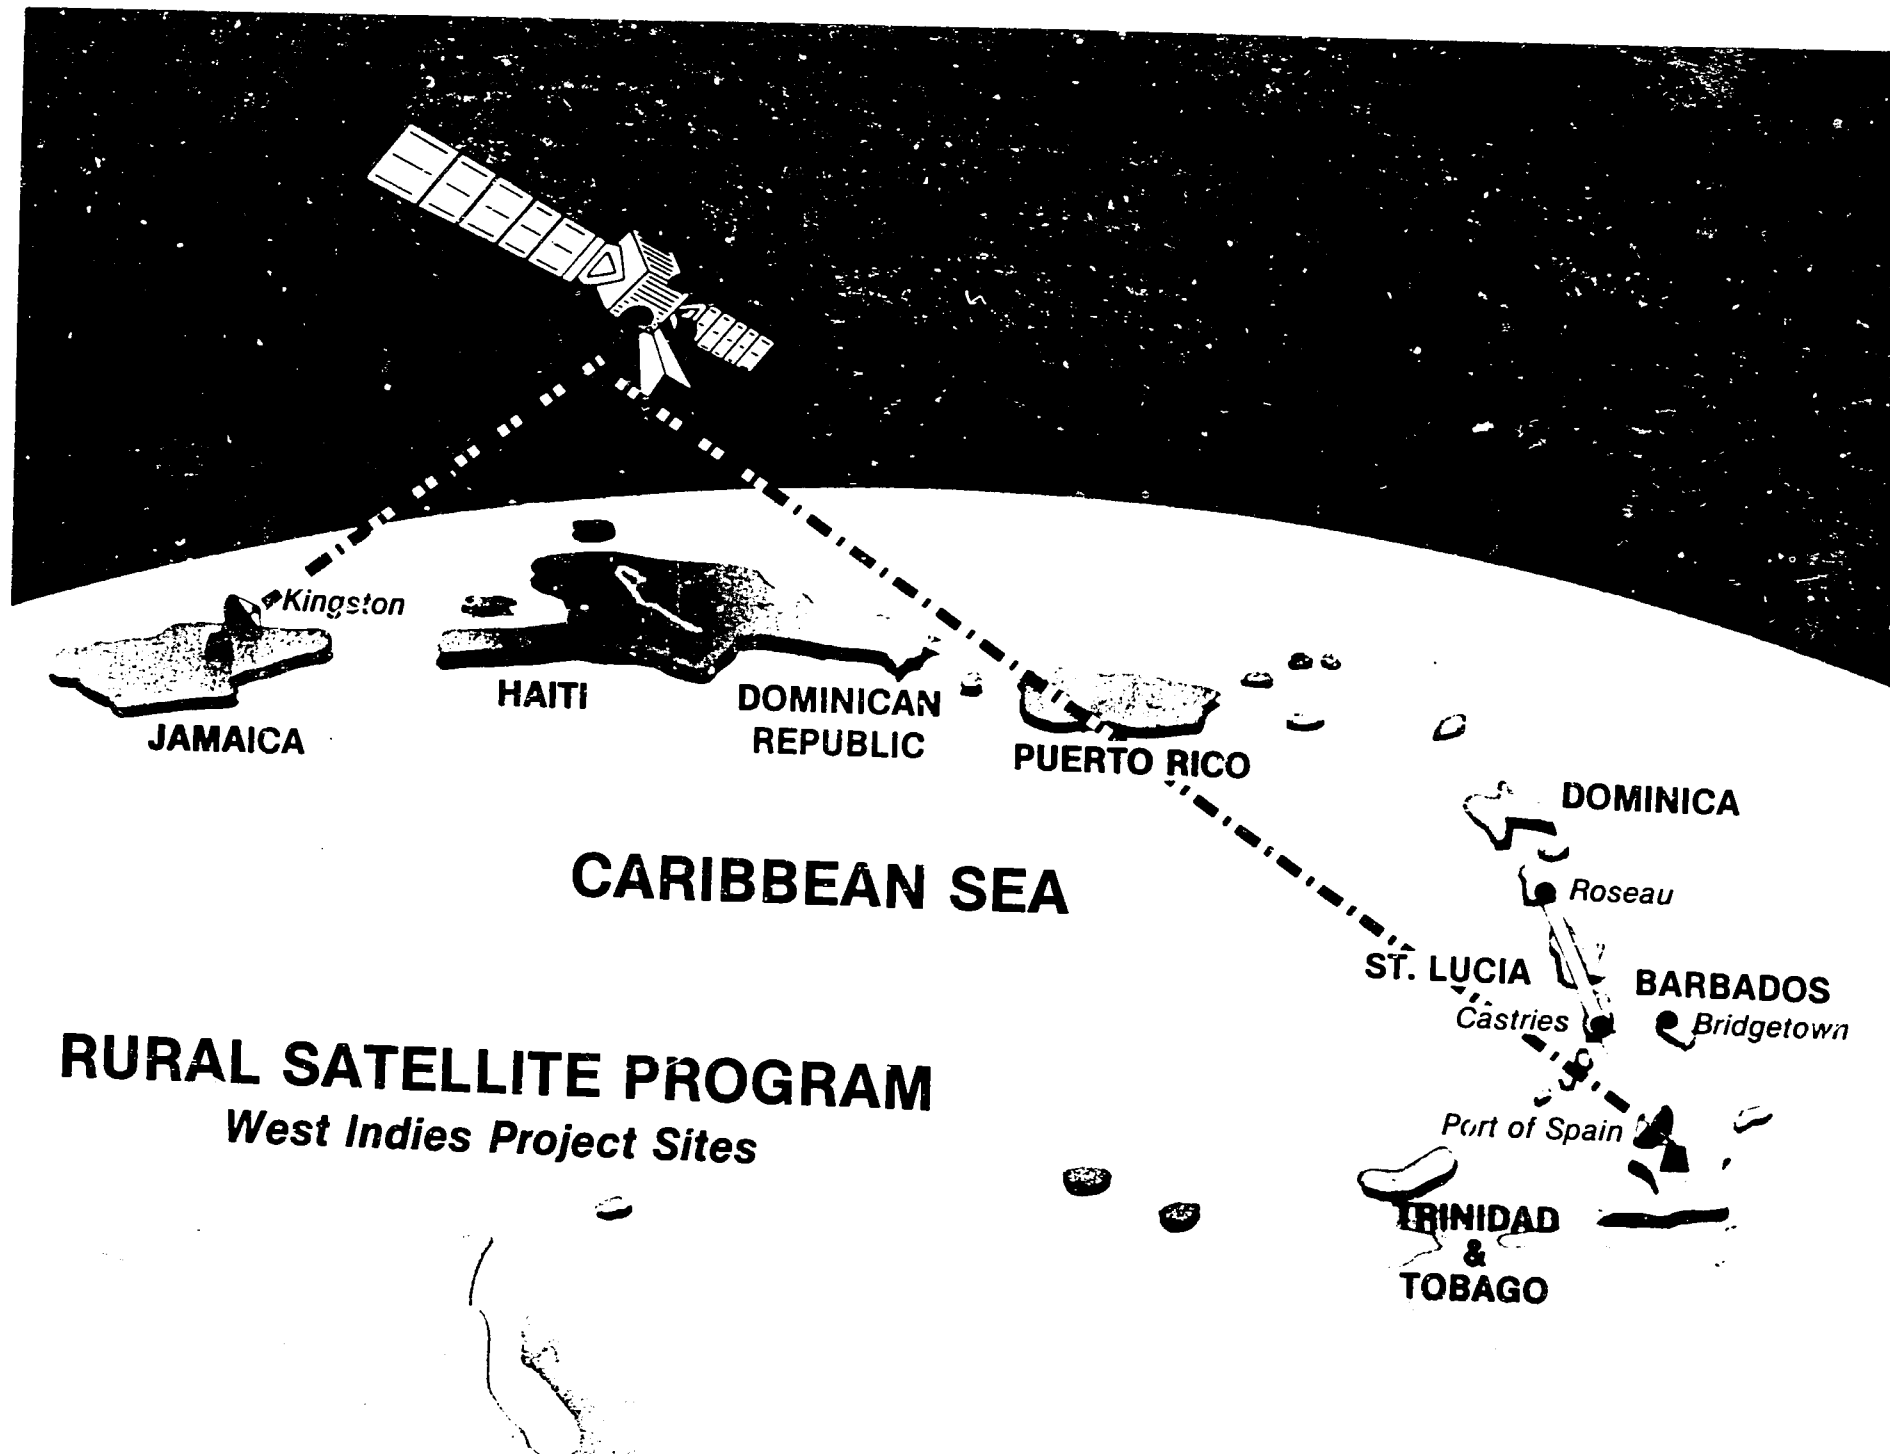 Kingston
JAMAICA
HAITI
DOMINICAN
REPUBLIC
PUERTO RICO
DOMINICA
Roseau
CARIBBEAN SEA
ST. LUCIA
BARBADOS
Castries
Bridgetown
RURAL SATELLITE PROGRAM
West Indies Project Sites
Port of Spain
TRINIDAD
&
TOBAGO